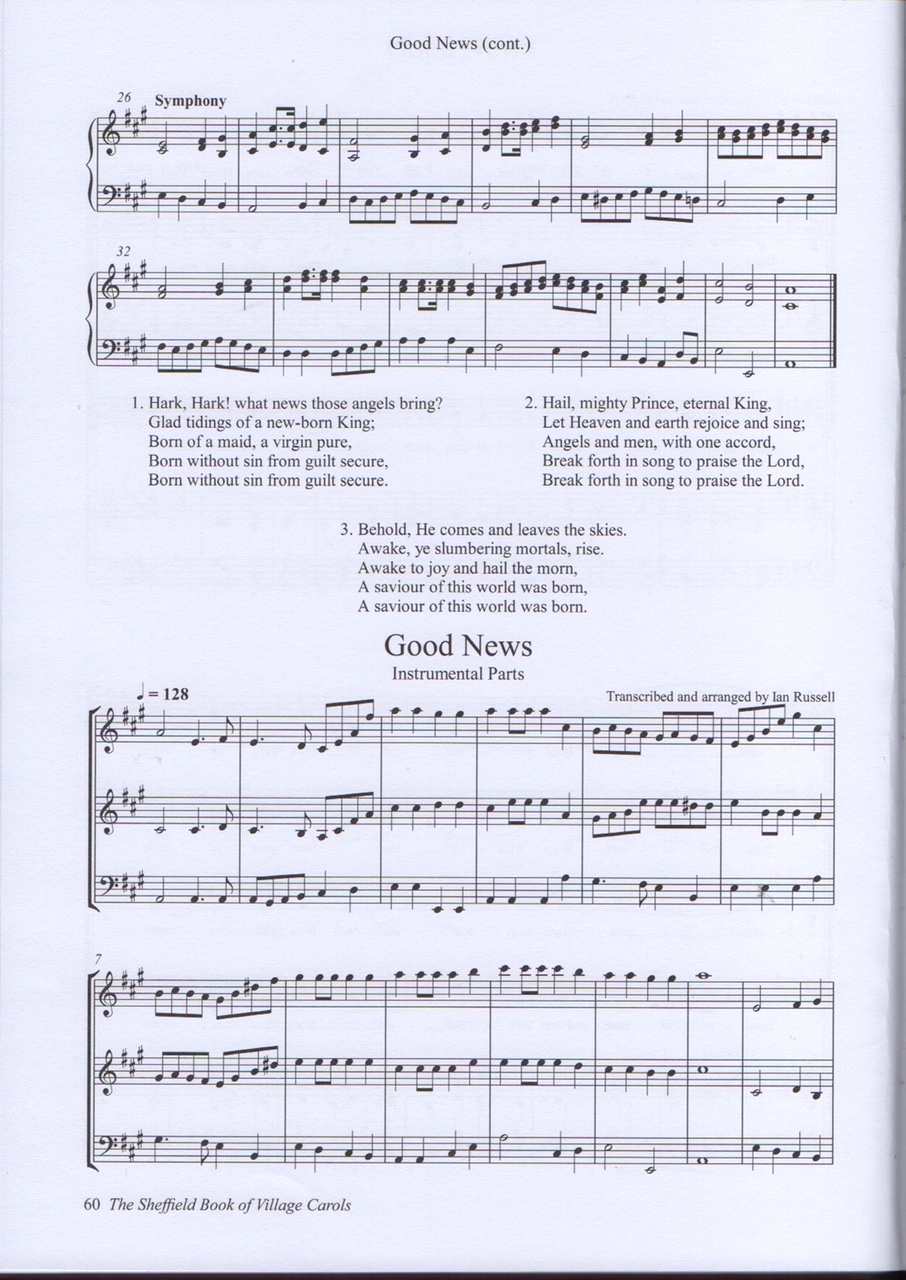 Good News (cont.)
26 Symphony
32
1. Hark, Hark! what news those angels bring?
Glad tidings of a new-born King;
Born of a maid, a virgin pure,
Born without sin from guilt secure,
Born without sin from guilt secure.
2. Hail, mighty Prince, eternal King,
Let Heaven and earth rejoice and sing;
Angels and men, with one accord,
Break forth in song to praise the Lord,
Break forth in song to praise the Lord.
3. Behold, He comes and leaves the skies.
Awake, ye slumbering mortals, rise.
Awake to joy and hail the morn,
A saviour of this world was born,
A saviour of this world was born.
Good News
Instrumental Parts
♩ = 128
Transcribed and arranged by Ian Russell
7
60 The Sheffield Book of Village Carols